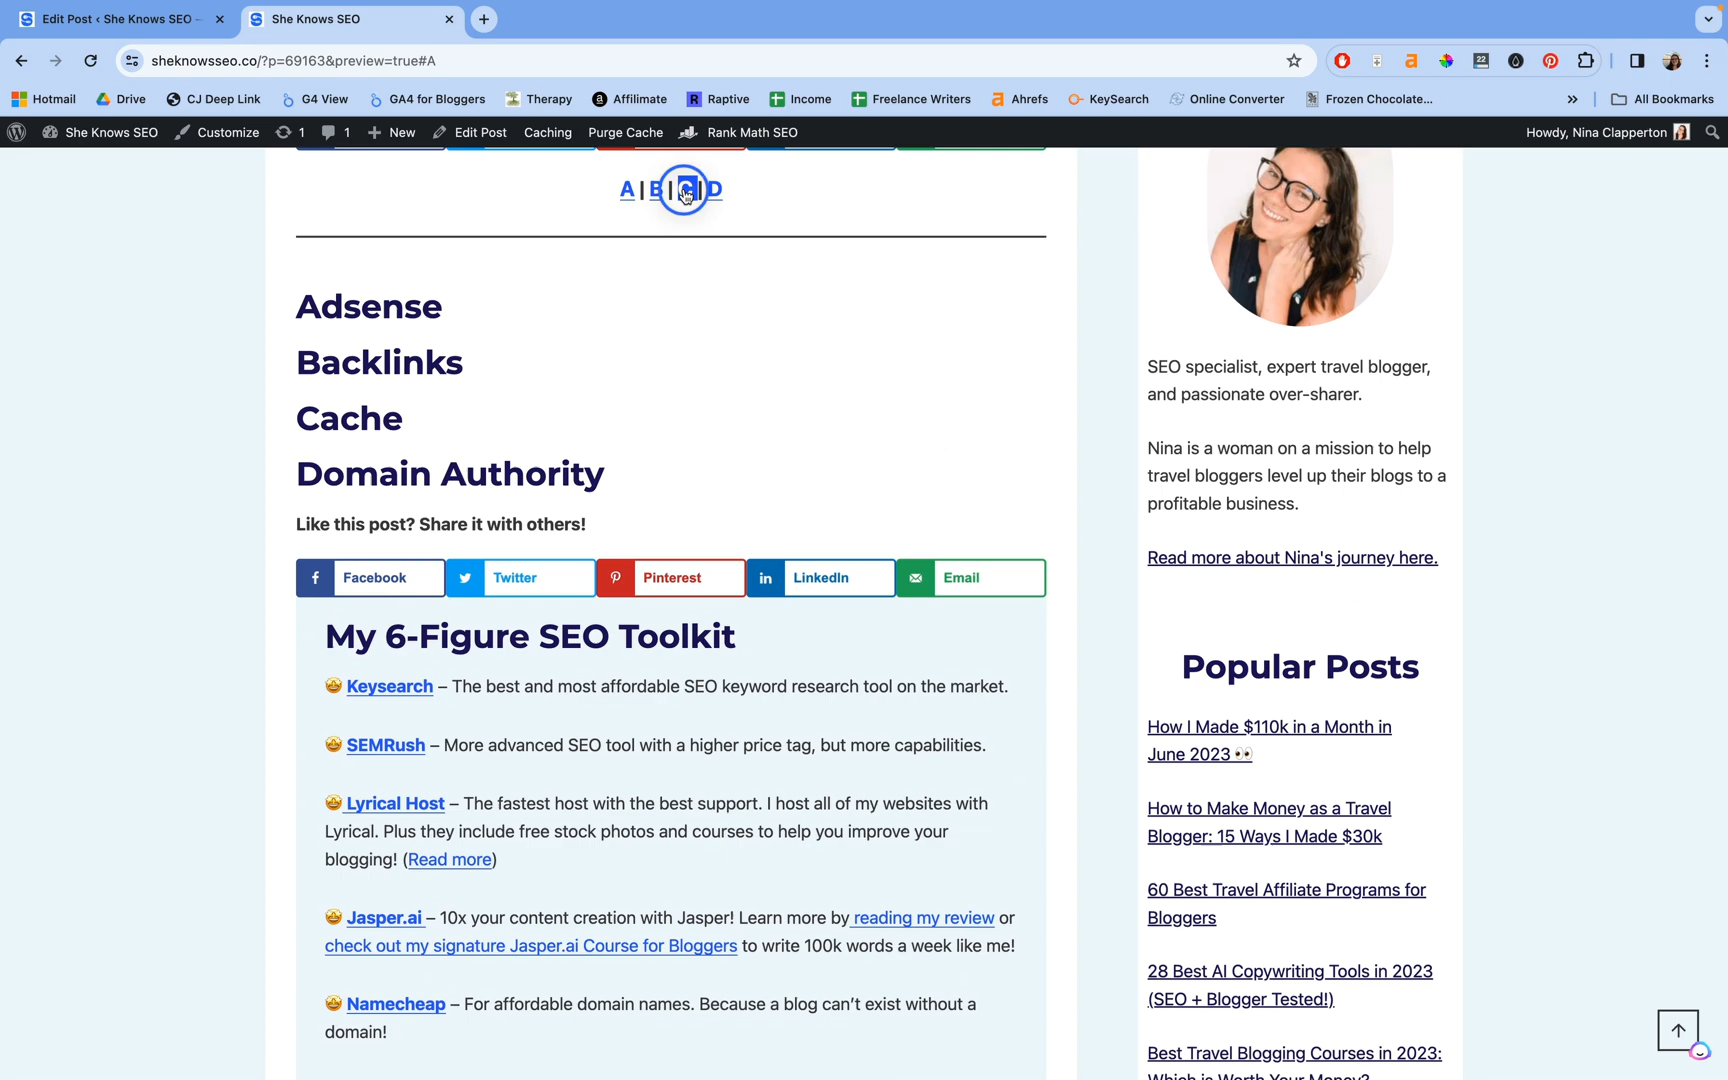 Edit Post ‹ She Knows SEO –
She Knows SEO
sheknowsseo.co/?p=69163&preview=true#A
22
Hotmail
Drive
CJ Deep Link
G4 View
GA4 for Bloggers
Therapy
Affilimate
Raptive
Income
Freelance Writers
Ahrefs
KeySearch
Online Converter
Frozen Chocolate...
All Bookmarks
She Knows SEO
Customize
1
1
New
Edit Post
Caching
Purge Cache
Rank Math SEO
Howdy, Nina Clapperton
A | B | C | D
Adsense
Backlinks
Cache
Domain Authority
Like this post? Share it with others!
Facebook
Twitter
Pinterest
LinkedIn
Email
My 6-Figure SEO Toolkit
🤩 Keysearch – The best and most affordable SEO keyword research tool on the market.
🤩 SEMRush – More advanced SEO tool with a higher price tag, but more capabilities.
🤩 Lyrical Host – The fastest host with the best support. I host all of my websites with
Lyrical. Plus they include free stock photos and courses to help you improve your
blogging! (Read more)
🤩 Jasper.ai – 10x your content creation with Jasper! Learn more by reading my review or
check out my signature Jasper.ai Course for Bloggers to write 100k words a week like me!
🤩 Namecheap – For affordable domain names. Because a blog can't exist without a
domain!
SEO specialist, expert travel blogger,
and passionate over-sharer.
Nina is a woman on a mission to help
travel bloggers level up their blogs to a
profitable business.
Read more about Nina's journey here.
Popular Posts
How I Made $110k in a Month in
June 2023 👀
How to Make Money as a Travel
Blogger: 15 Ways I Made $30k
60 Best Travel Affiliate Programs for
Bloggers
28 Best AI Copywriting Tools in 2023
(SEO + Blogger Tested!)
Best Travel Blogging Courses in 2023:
Which is Worth Your Money?